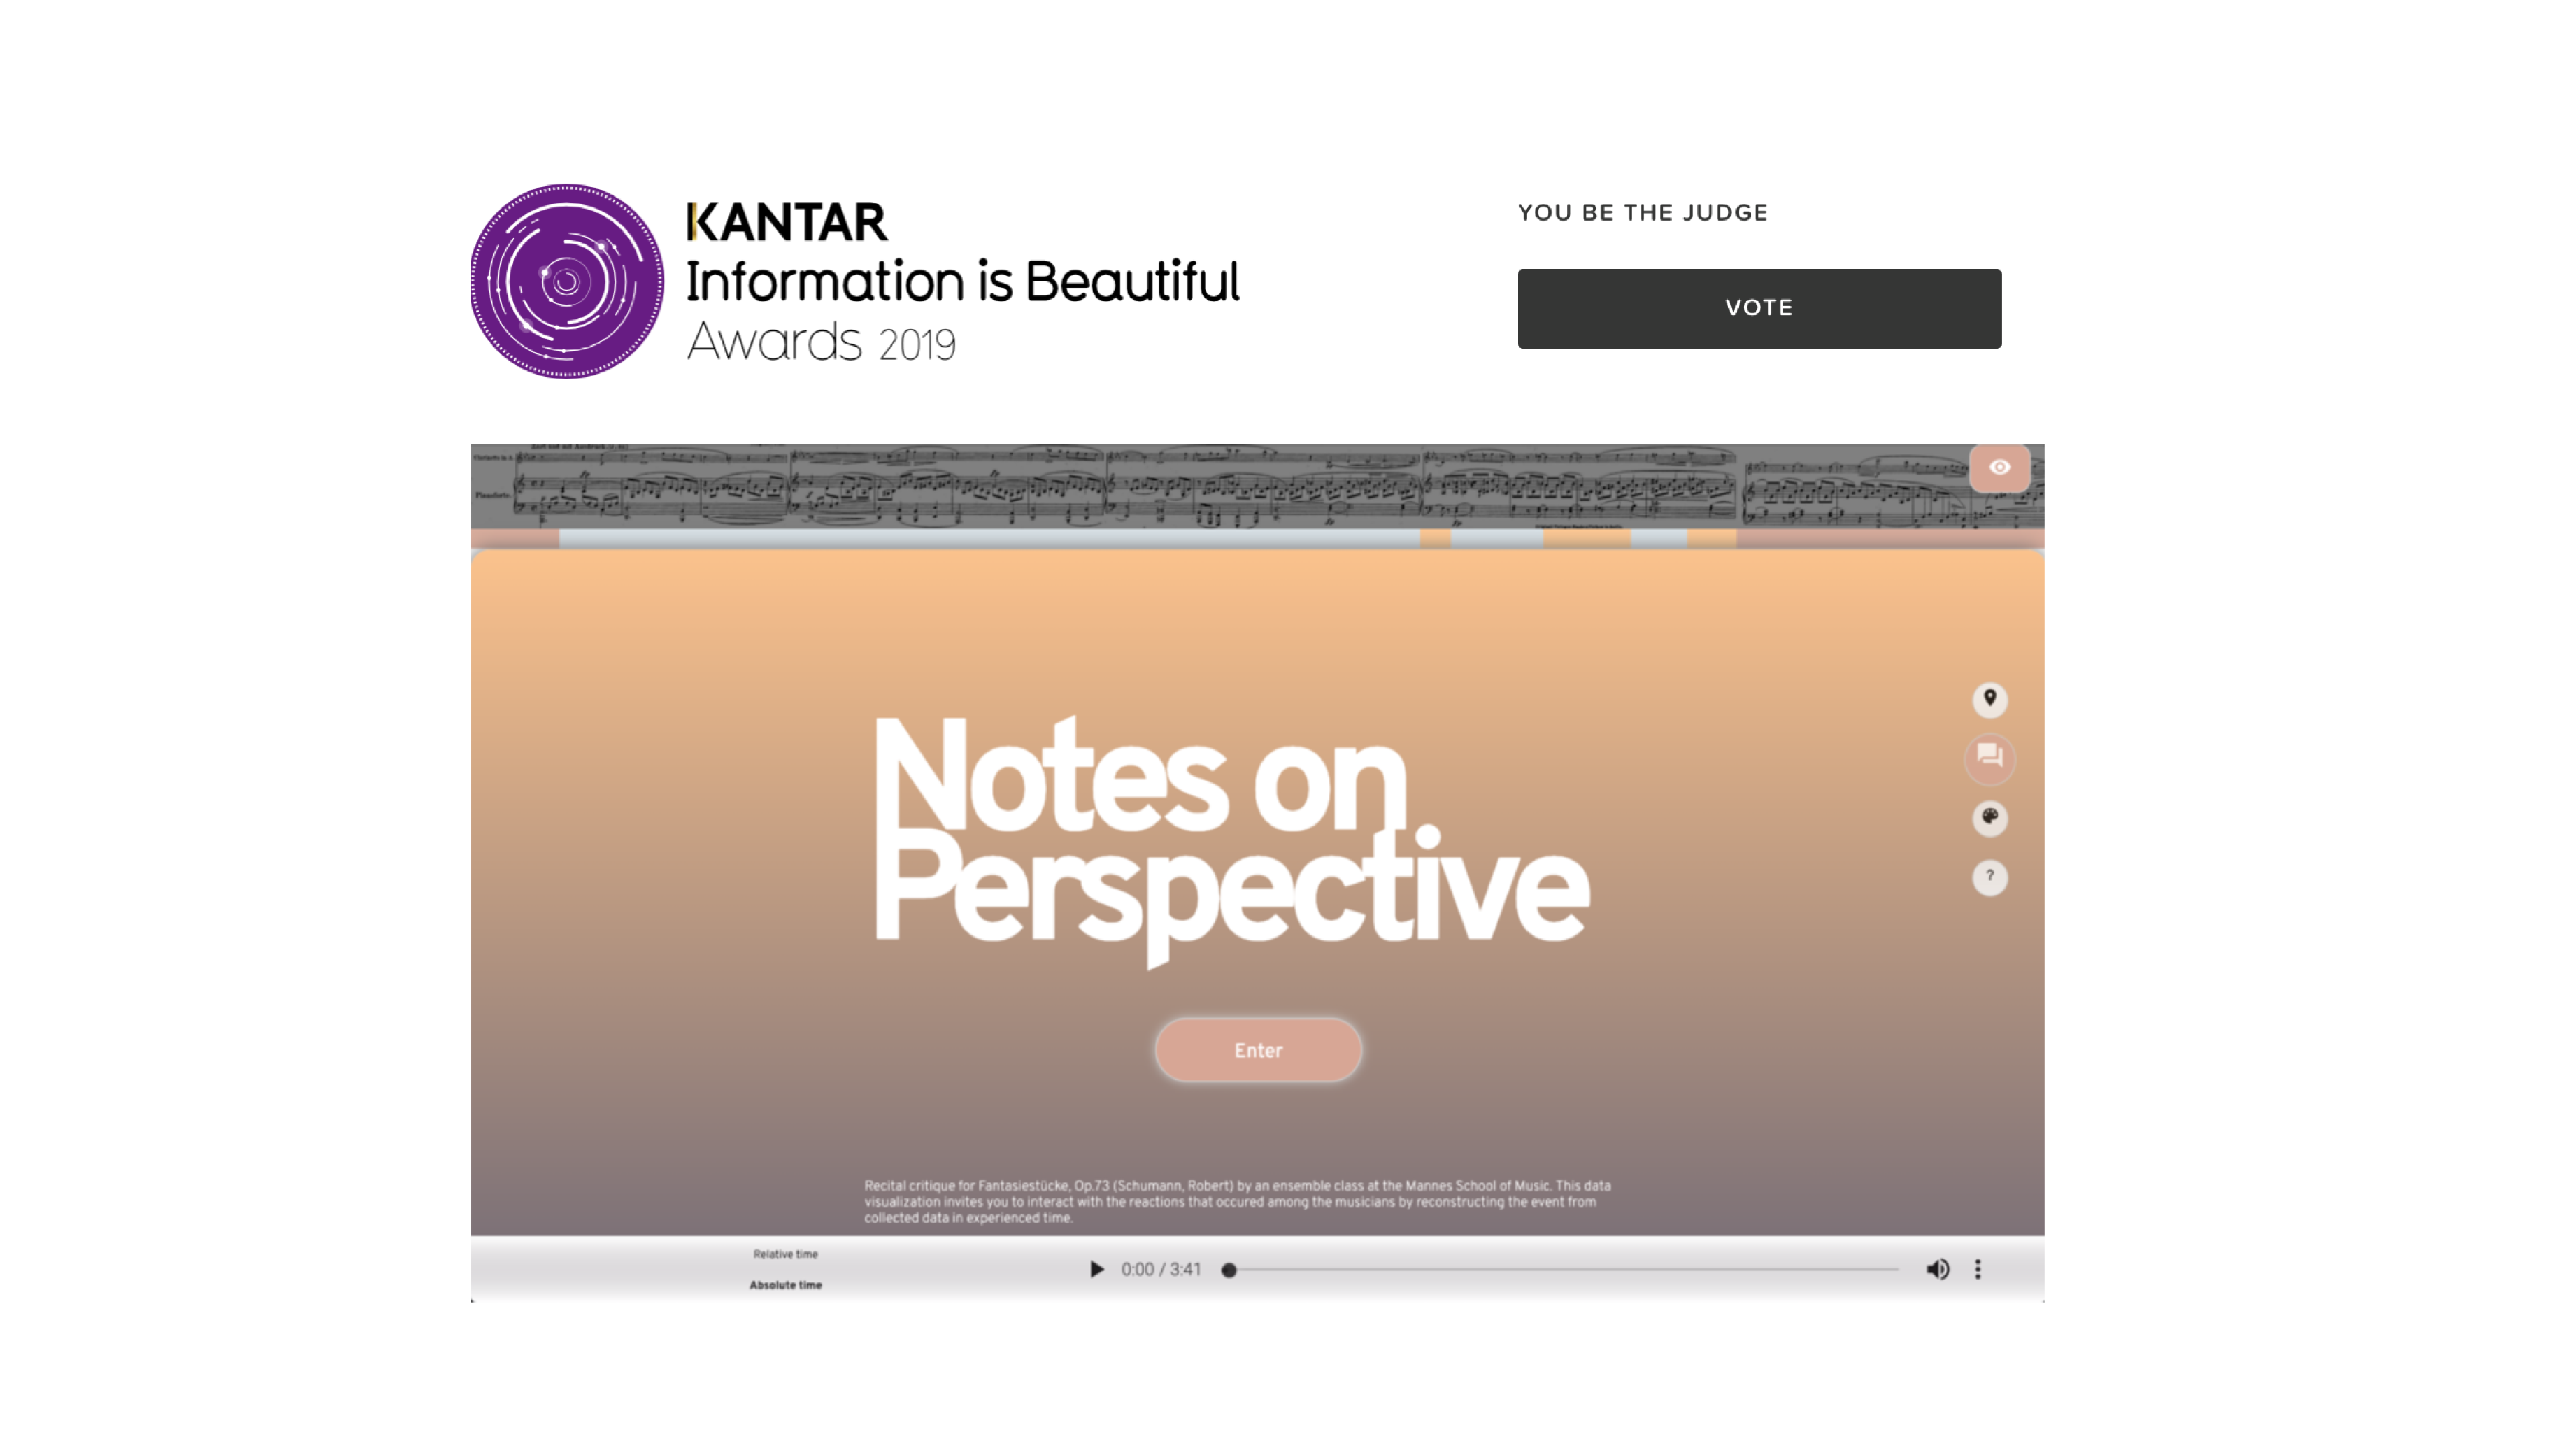 KANTAR
Information is Beautiful
Awards 2019
YOU BE THE JUDGE
VOTE
Pianoforte.
Notes on
Perspective
?
Enter
Recital critique for Fantasiestücke, Op.73 (Schumann, Robert) by an ensemble class at the Mannes School of Music. This data
visualization invites you to interact with the reactions that occured among the musicians by reconstructing the event from
collected data in experienced time.
Relative time
Absolute time
0:00 / 3:41